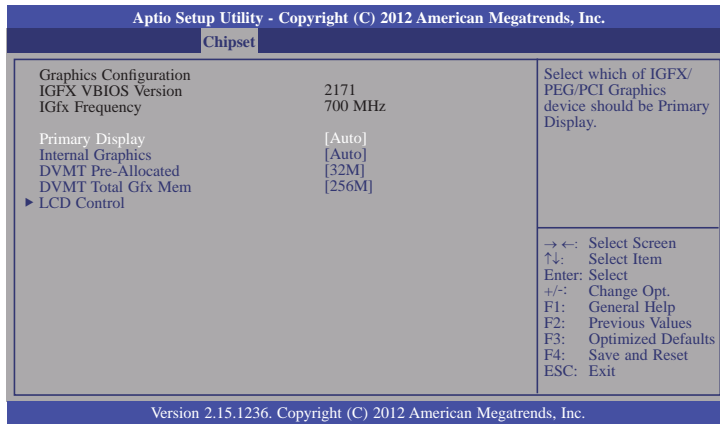 Aptio Setup Utility - Copyright (C) 2012 American Megatrends, Inc.
Chipset
Graphics Configuration
IGFX VBIOS Version 2171
IGfx Frequency 700 MHz
Primary Display [Auto]
Internal Graphics [Auto]
DVMT Pre-Allocated [32M]
DVMT Total Gfx Mem [256M]
▶ LCD Control
Select which of IGFX/
PEG/PCI Graphics
device should be Primary
Display.
→ ←: Select Screen
↑↓: Select Item
Enter: Select
+/-: Change Opt.
F1: General Help
F2: Previous Values
F3: Optimized Defaults
F4: Save and Reset
ESC: Exit
Version 2.15.1236. Copyright (C) 2012 American Megatrends, Inc.